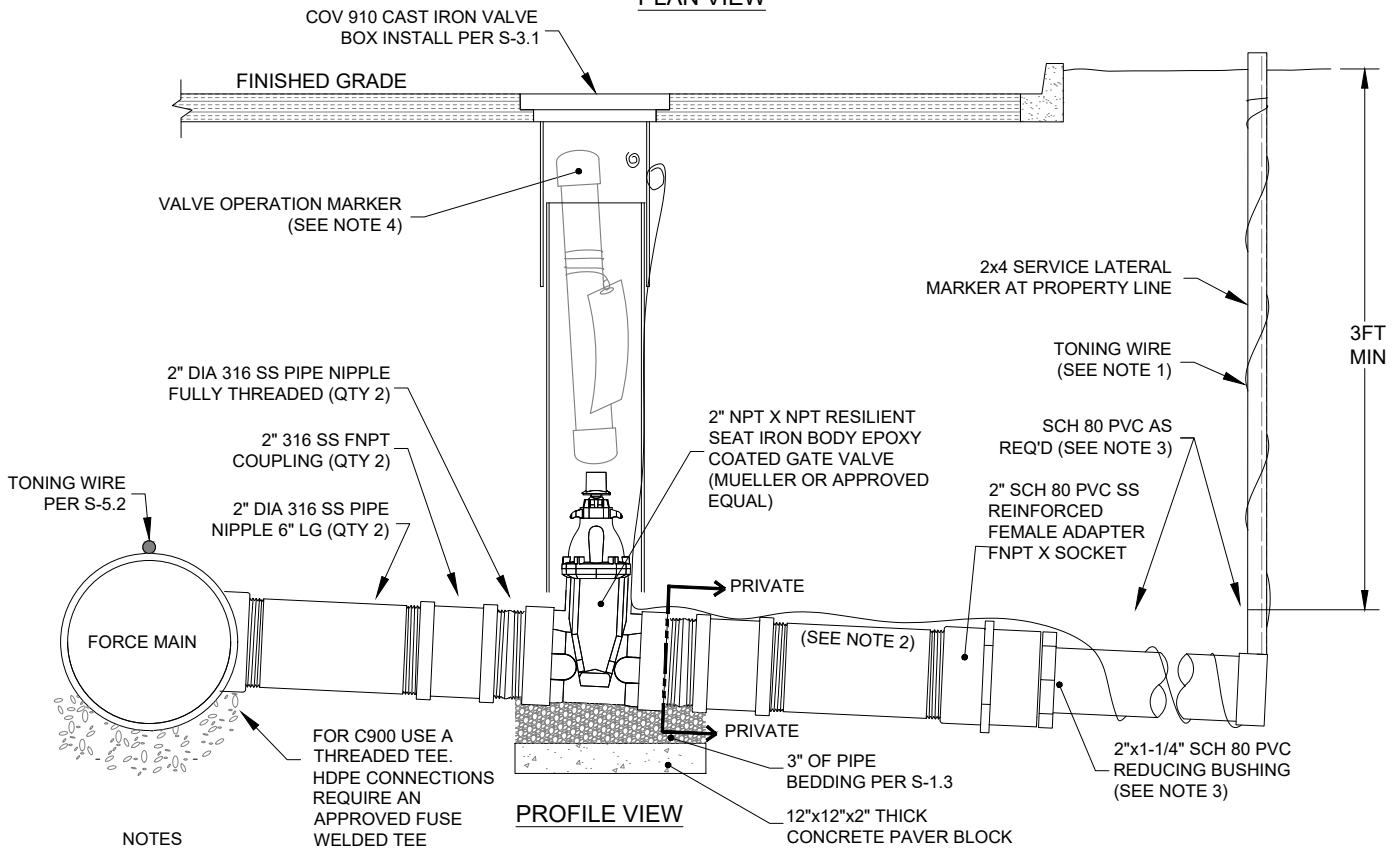 PLAN VIEW
COV 910 CAST IRON VALVE
BOX INSTALL PER S-3.1
FINISHED GRADE
VALVE OPERATION MARKER
(SEE NOTE 4)
2x4 SERVICE LATERAL
MARKER AT PROPERTY LINE
3FT
MIN
TONING WIRE
(SEE NOTE 1)
2" DIA 316 SS PIPE NIPPLE
FULLY THREADED (QTY 2)
2" NPT X NPT RESILIENT
SEAT IRON BODY EPOXY
COATED GATE VALVE
(MUELLER OR APPROVED
EQUAL)
SCH 80 PVC AS
REQ'D (SEE NOTE 3)
2" 316 SS FNPT
COUPLING (QTY 2)
TONING WIRE
PER S-5.2
2" SCH 80 PVC SS
REINFORCED
FEMALE ADAPTER
FNPT X SOCKET
2" DIA 316 SS PIPE
NIPPLE 6" LG (QTY 2)
PRIVATE
FORCE MAIN
(SEE NOTE 2)
PRIVATE
FOR C900 USE A
THREADED TEE.
HDPE CONNECTIONS
REQUIRE AN
APPROVED FUSE
WELDED TEE
3" OF PIPE
BEDDING PER S-1.3
2"x1-1/4" SCH 80 PVC
REDUCING BUSHING
(SEE NOTE 3)
PROFILE VIEW
12"x12"x2" THICK
CONCRETE PAVER BLOCK
NOTES